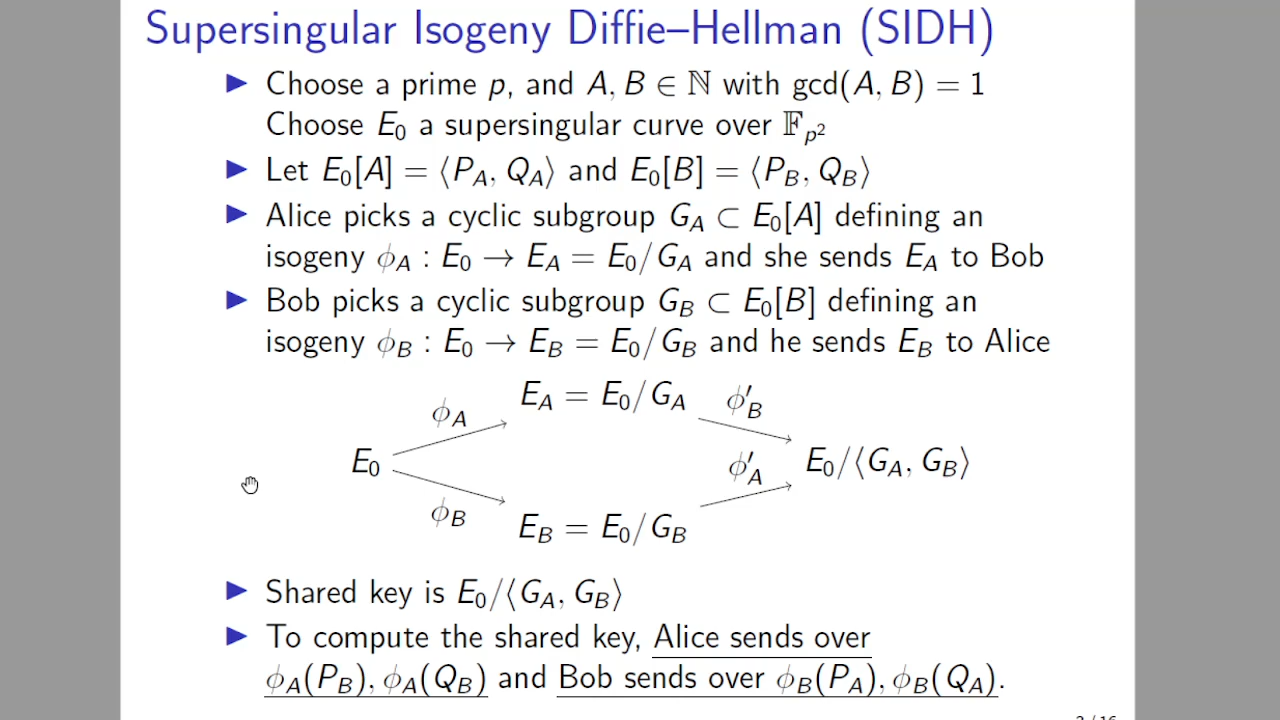 Supersingular Isogeny Diffie–Hellman (SIDH)
▶ Choose a prime p, and A, B ∈ ℕ with gcd(A, B) = 1
Choose E₀ a supersingular curve over 𝔽_{p²}
▶ Let E₀[A] = ⟨P_A, Q_A⟩ and E₀[B] = ⟨P_B, Q_B⟩
▶ Alice picks a cyclic subgroup G_A ⊂ E₀[A] defining an
isogeny ϕ_A : E₀ → E_A = E₀/G_A and she sends E_A to Bob
▶ Bob picks a cyclic subgroup G_B ⊂ E₀[B] defining an
isogeny ϕ_B : E₀ → E_B = E₀/G_B and he sends E_B to Alice
E_A = E₀/G_A
ϕ_A
ϕ′_B
E₀
E₀/⟨G_A, G_B⟩
ϕ′_A
ϕ_B
E_B = E₀/G_B
▶ Shared key is E₀/⟨G_A, G_B⟩
▶ To compute the shared key, Alice sends over
ϕ_A(P_B), ϕ_A(Q_B) and Bob sends over ϕ_B(P_A), ϕ_B(Q_A).